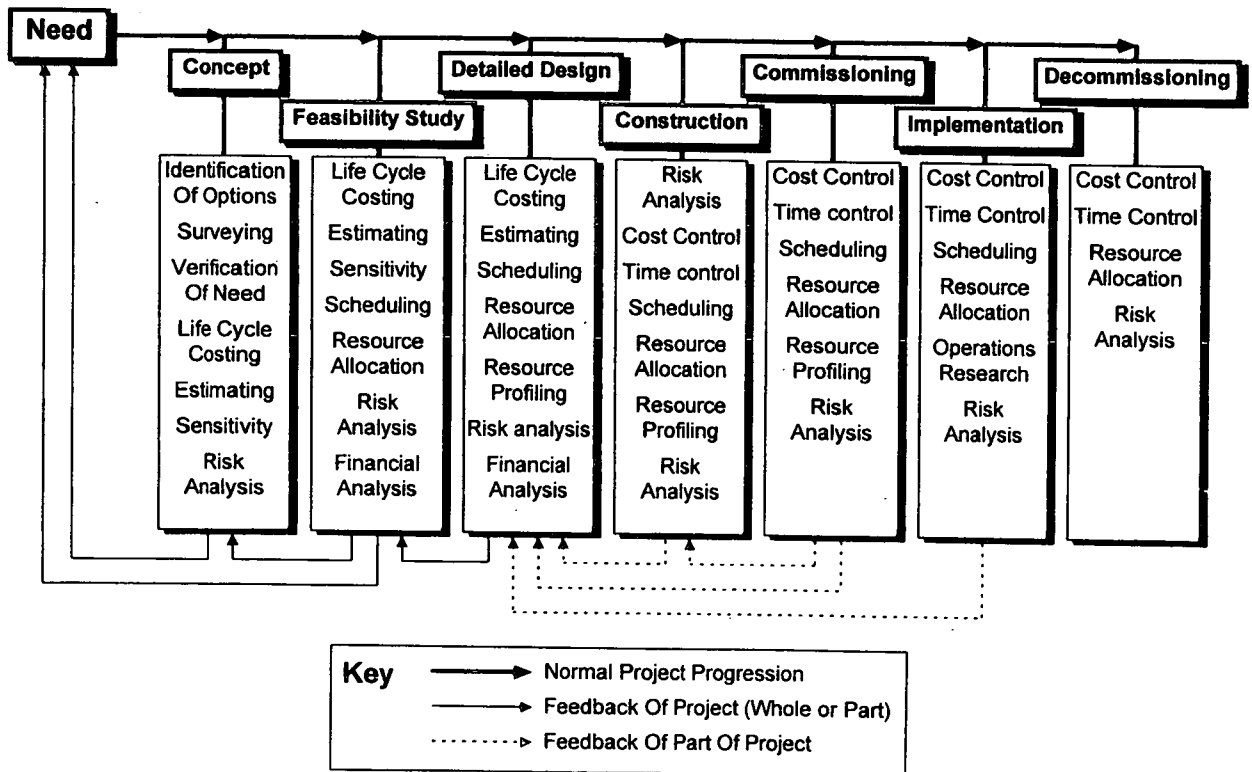 Need
Concept
Detailed Design
Commissioning
Decommissioning
Feasibility Study
Construction
Implementation
Identification
Of Options
Surveying
Verification
Of Need
Life Cycle
Costing
Estimating
Sensitivity
Risk
Analysis
Life Cycle
Costing
Estimating
Sensitivity
Scheduling
Resource
Allocation
Risk
Analysis
Financial
Analysis
Life Cycle
Costing
Estimating
Scheduling
Resource
Allocation
Resource
Profiling
Risk analysis
Financial
Analysis
Risk
Analysis
Cost Control
Time control
Scheduling
Resource
Allocation
Resource
Profiling
Risk
Analysis
Cost Control
Time control
Scheduling
Resource
Allocation
Resource
Profiling
Risk
Analysis
Cost Control
Time Control
Scheduling
Resource
Allocation
Operations
Research
Risk
Analysis
Cost Control
Time Control
Resource
Allocation
Risk
Analysis
Key
Normal Project Progression
Feedback Of Project (Whole or Part)
Feedback Of Part Of Project